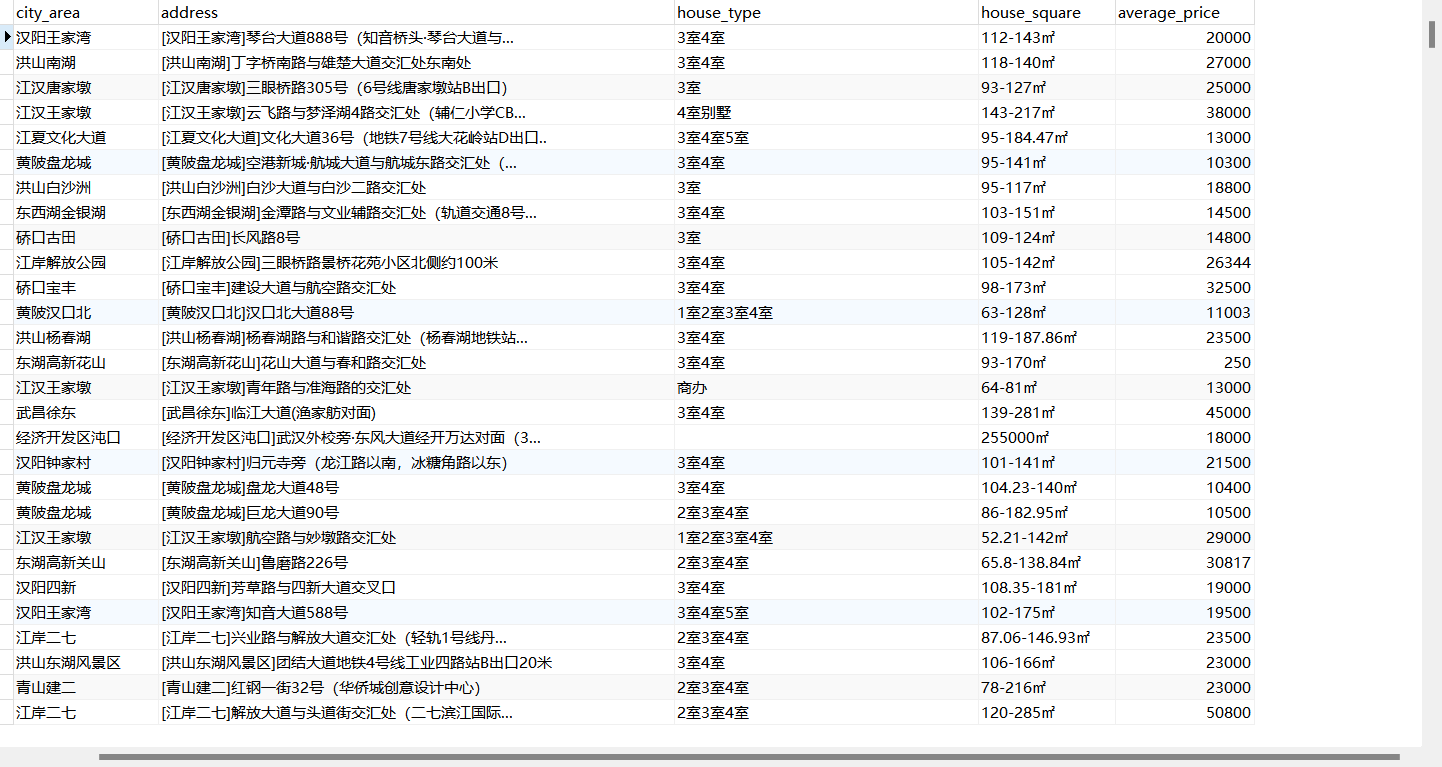 city_area address house_type house_square average_price
汉阳王家湾 [汉阳王家湾]琴台大道888号（知音桥头·琴台大道与... 3室4室 112-143㎡ 20000
洪山南湖 [洪山南湖]丁字桥南路与雄楚大道交汇处东南处 3室4室 118-140㎡ 27000
江汉唐家墩 [江汉唐家墩]三眼桥路305号（6号线唐家墩站B出口） 3室 93-127㎡ 25000
江汉王家墩 [江汉王家墩]云飞路与梦泽湖4路交汇处（辅仁小学CB... 4室别墅 143-217㎡ 38000
江夏文化大道 [江夏文化大道]文化大道36号（地铁7号线大花岭站D出口.. 3室4室5室 95-184.47㎡ 13000
黄陂盘龙城 [黄陂盘龙城]空港新城·航城大道与航城东路交汇处（... 3室4室 95-141㎡ 10300
洪山白沙洲 [洪山白沙洲]白沙大道与白沙二路交汇处 3室 95-117㎡ 18800
东西湖金银湖 [东西湖金银湖]金潭路与文业辅路交汇处（轨道交通8号... 3室4室 103-151㎡ 14500
硚口古田 [硚口古田]长风路8号 3室 109-124㎡ 14800
江岸解放公园 [江岸解放公园]三眼桥路景桥花苑小区北侧约100米 3室4室 105-142㎡ 26344
硚口宝丰 [硚口宝丰]建设大道与航空路交汇处 3室4室 98-173㎡ 32500
黄陂汉口北 [黄陂汉口北]汉口北大道88号 1室2室3室4室 63-128㎡ 11003
洪山杨春湖 [洪山杨春湖]杨春湖路与和谐路交汇处（杨春湖地铁站... 3室4室 119-187.86㎡ 23500
东湖高新花山 [东湖高新花山]花山大道与春和路交汇处 3室4室 93-170㎡ 250
江汉王家墩 [江汉王家墩]青年路与准海路的交汇处 商办 64-81㎡ 13000
武昌徐东 [武昌徐东]临江大道(渔家舫对面) 3室4室 139-281㎡ 45000
经济开发区沌口 [经济开发区沌口]武汉外校旁·东风大道经开万达对面（3... 255000㎡ 18000
汉阳钟家村 [汉阳钟家村]归元寺旁（龙江路以南，冰糖角路以东） 3室4室 101-141㎡ 21500
黄陂盘龙城 [黄陂盘龙城]盘龙大道48号 3室4室 104.23-140㎡ 10400
黄陂盘龙城 [黄陂盘龙城]巨龙大道90号 2室3室4室 86-182.95㎡ 10500
江汉王家墩 [江汉王家墩]航空路与妙墩路交汇处 1室2室3室4室 52.21-142㎡ 29000
东湖高新关山 [东湖高新关山]鲁磨路226号 2室3室4室 65.8-138.84㎡ 30817
汉阳四新 [汉阳四新]芳草路与四新大道交叉口 3室4室 108.35-181㎡ 19000
汉阳王家湾 [汉阳王家湾]知音大道588号 3室4室5室 102-175㎡ 19500
江岸二七 [江岸二七]兴业路与解放大道交汇处（轻轨1号线丹... 2室3室4室 87.06-146.93㎡ 23500
洪山东湖风景区 [洪山东湖风景区]团结大道地铁4号线工业四路站B出口20米 3室4室 106-166㎡ 23000
青山建二 [青山建二]红钢一街32号（华侨城创意设计中心） 2室3室4室 78-216㎡ 23000
江岸二七 [江岸二七]解放大道与头道街交汇处（二七滨江国际... 2室3室4室 120-285㎡ 50800